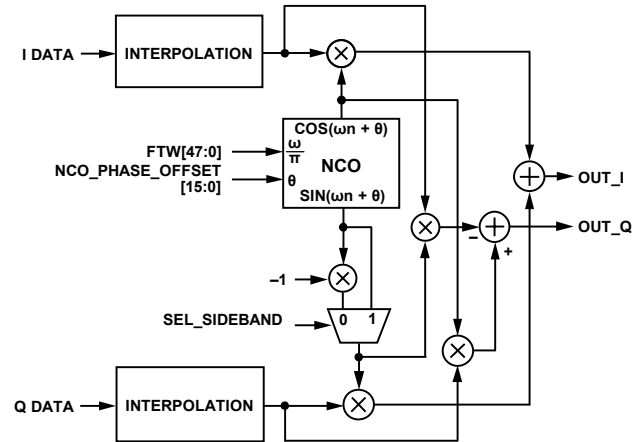 I DATA
INTERPOLATION
×
COS(ωn + θ)
ω
π
NCO
θ
SIN(ωn + θ)
FTW[47:0]
NCO_PHASE_OFFSET
[15:0]
+
OUT_I
×
–
+
OUT_Q
+
–1
×
SEL_SIDEBAND
0 1
×
Q DATA
INTERPOLATION
×